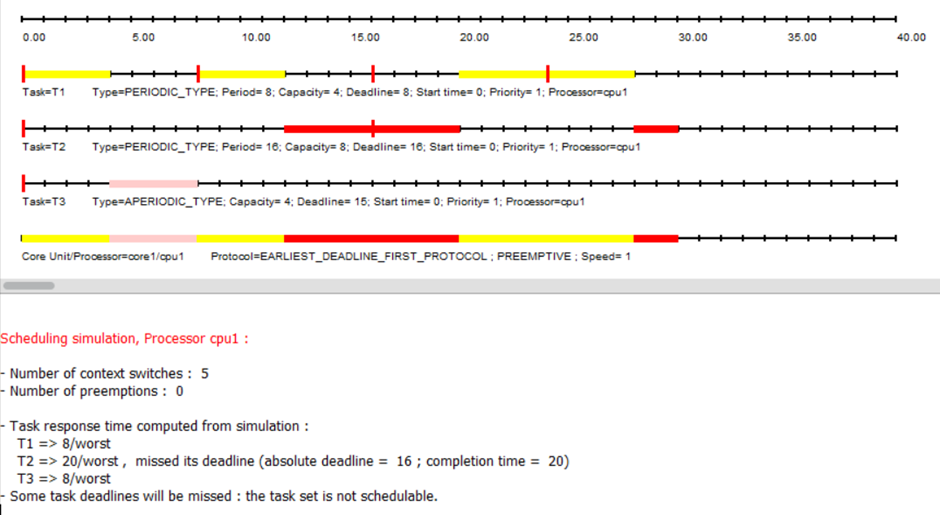 0.00 5.00 10.00 15.00 20.00 25.00 30.00 35.00 40.00
Task=T1 Type=PERIODIC_TYPE; Period= 8; Capacity= 4; Deadline= 8; Start time= 0; Priority= 1; Processor=cpu1
Task=T2 Type=PERIODIC_TYPE; Period= 16; Capacity= 8; Deadline= 16; Start time= 0; Priority= 1; Processor=cpu1
Task=T3 Type=APERIODIC_TYPE; Capacity= 4; Deadline= 15; Start time= 0; Priority= 1; Processor=cpu1
Core Unit/Processor=core1/cpu1 Protocol=EARLIEST_DEADLINE_FIRST_PROTOCOL ; PREEMPTIVE ; Speed= 1
Scheduling simulation, Processor cpu1 :
- Number of context switches : 5
- Number of preemptions : 0
- Task response time computed from simulation :
T1 => 8/worst
T2 => 20/worst , missed its deadline (absolute deadline = 16 ; completion time = 20)
T3 => 8/worst
- Some task deadlines will be missed : the task set is not schedulable.